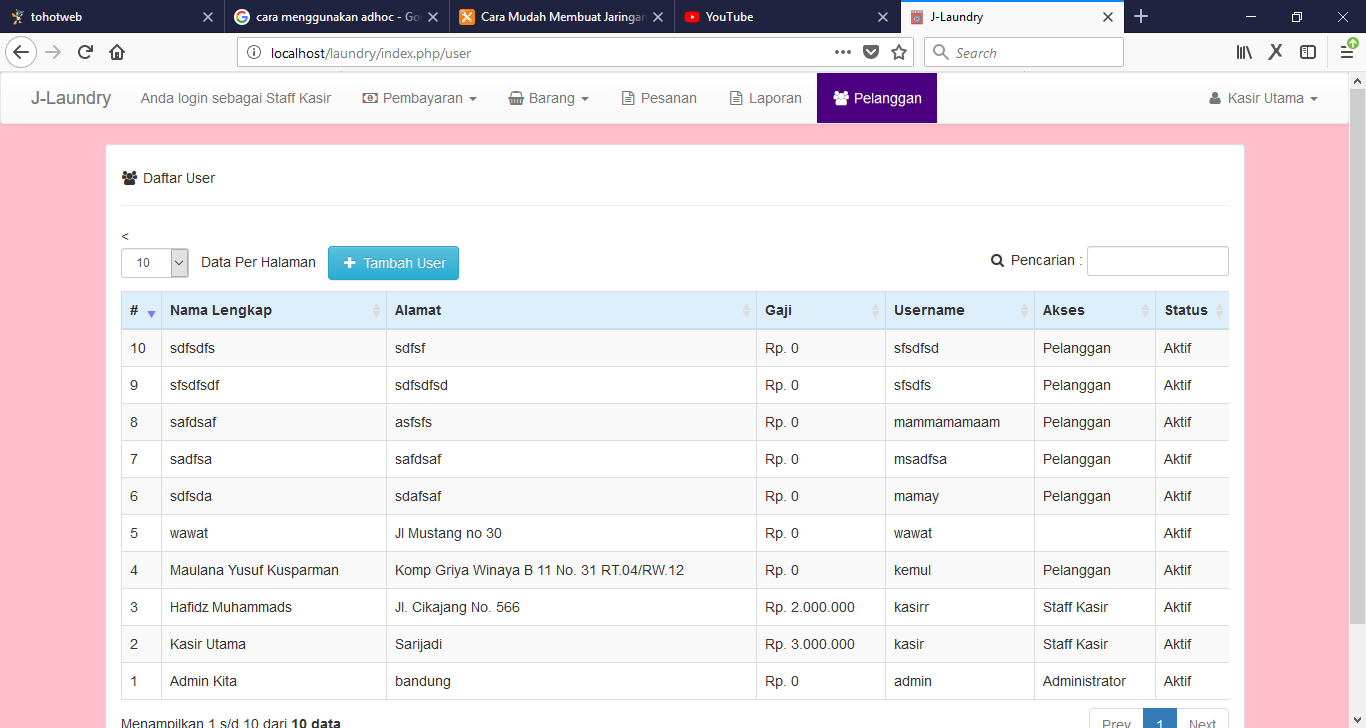 tohotweb cara menggunakan adhoc - Go Cara Mudah Membuat Jaringan YouTube J-Laundry
localhost/laundry/index.php/user Search
J-Laundry Anda login sebagai Staff Kasir Pembayaran Barang Pesanan Laporan Pelanggan Kasir Utama
Daftar User
<
10 Data Per Halaman + Tambah User Pencarian :
# Nama Lengkap Alamat Gaji Username Akses Status
10 sdfsdfs sdfsf Rp. 0 sfsdfsd Pelanggan Aktif
9 sfsdfsdf sdfsdfsd Rp. 0 sfsdfs Pelanggan Aktif
8 safdsaf asfsfs Rp. 0 mammamamaam Pelanggan Aktif
7 sadfsa safdsaf Rp. 0 msadfsa Pelanggan Aktif
6 sdfsda sdafsaf Rp. 0 mamay Pelanggan Aktif
5 wawat Jl Mustang no 30 Rp. 0 wawat Aktif
4 Maulana Yusuf Kusparman Komp Griya Winaya B 11 No. 31 RT.04/RW.12 Rp. 0 kemul Pelanggan Aktif
3 Hafidz Muhammads Jl. Cikajang No. 566 Rp. 2.000.000 kasirr Staff Kasir Aktif
2 Kasir Utama Sarijadi Rp. 3.000.000 kasir Staff Kasir Aktif
1 Admin Kita bandung Rp. 0 admin Administrator Aktif
Menampilkan 1 s/d 10 dari 10 data Prev 1 Next